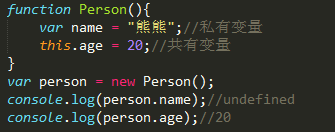 function Person(){
    var name = "熊熊";//私有变量
    this.age = 20;//共有变量
}
var person = new Person();
console.log(person.name);//undefined
console.log(person.age);//20